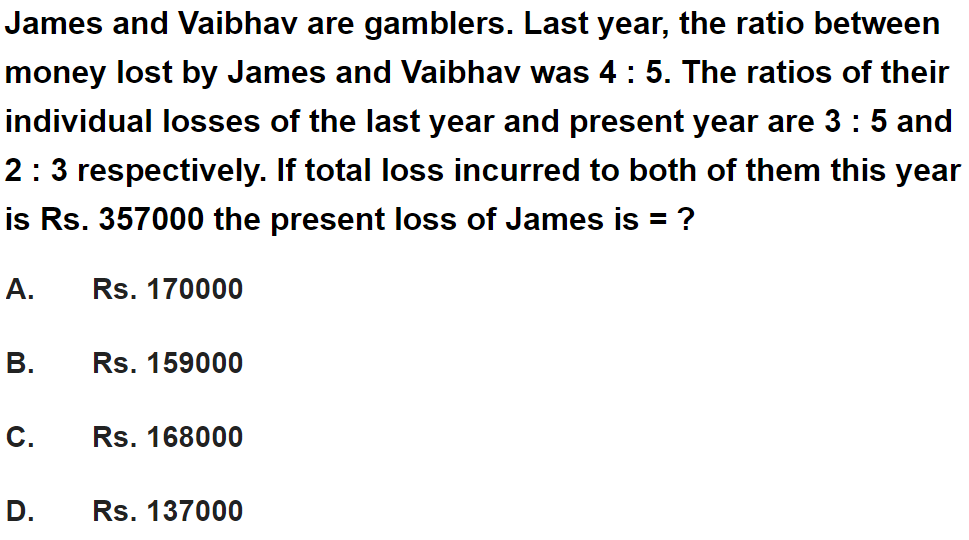 James and Vaibhav are gamblers. Last year, the ratio between
money lost by James and Vaibhav was 4 : 5. The ratios of their
individual losses of the last year and present year are 3 : 5 and
2 : 3 respectively. If total loss incurred to both of them this year
is Rs. 357000 the present loss of James is = ?
A. Rs. 170000
B. Rs. 159000
C. Rs. 168000
D. Rs. 137000